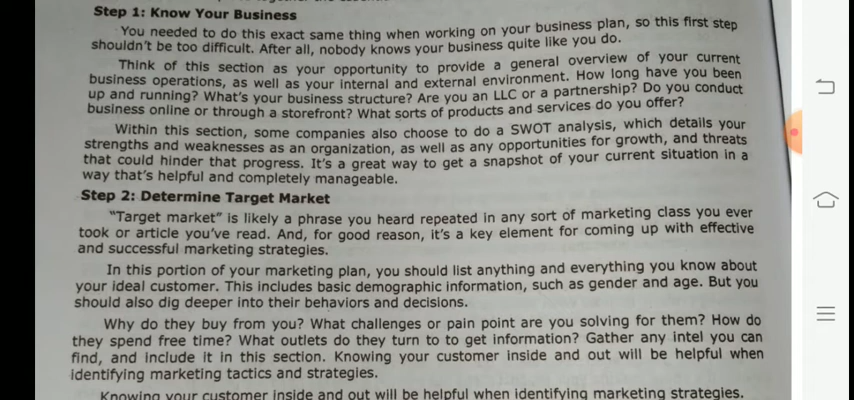 Step 1: Know Your Business
You needed to do this exact same thing when working on your business plan, so this first step
shouldn't be too difficult. After all, nobody knows your business quite like you do.
Think of this section as your opportunity to provide a general overview of your current
business operations, as well as your internal and external environment. How long have you been
up and running? What's your business structure? Are you an LLC or a partnership? Do you conduct
business online or through a storefront? What sorts of products and services do you offer?
Within this section, some companies also choose to do a SWOT analysis, which details your
strengths and weaknesses as an organization, as well as any opportunities for growth, and threats
that could hinder that progress. It's a great way to get a snapshot of your current situation in a
way that's helpful and completely manageable.
Step 2: Determine Target Market
"Target market" is likely a phrase you heard repeated in any sort of marketing class you ever
took or article you've read. And, for good reason, it's a key element for coming up with effective
and successful marketing strategies.
In this portion of your marketing plan, you should list anything and everything you know about
your ideal customer. This includes basic demographic information, such as gender and age. But you
should also dig deeper into their behaviors and decisions.
Why do they buy from you? What challenges or pain point are you solving for them? How do
they spend free time? What outlets do they turn to to get information? Gather any intel you can
find, and include it in this section. Knowing your customer inside and out will be helpful when
identifying marketing tactics and strategies.
Knowing your customer inside and out will be helpful when identifying marketing strategies.